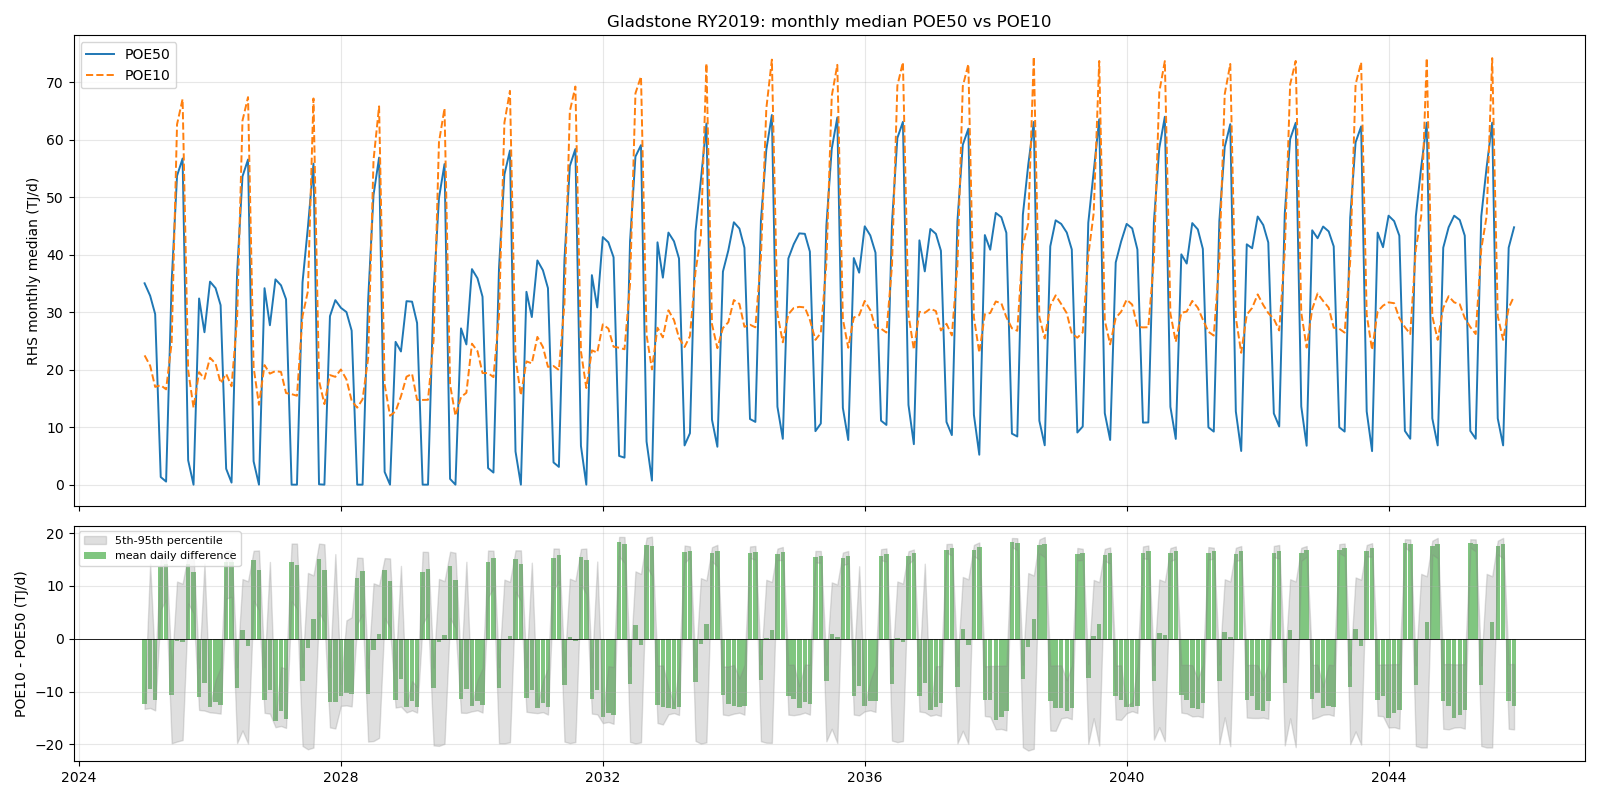 Gladstone RY2019: monthly median POE50 vs POE10
POE50
POE10
RHS monthly median (TJ/d)
70
60
50
40
30
20
10
0
5th-95th percentile
mean daily difference
POE10 - POE50 (TJ/d)
20
10
0
−10
−20
2024
2028
2032
2036
2040
2044